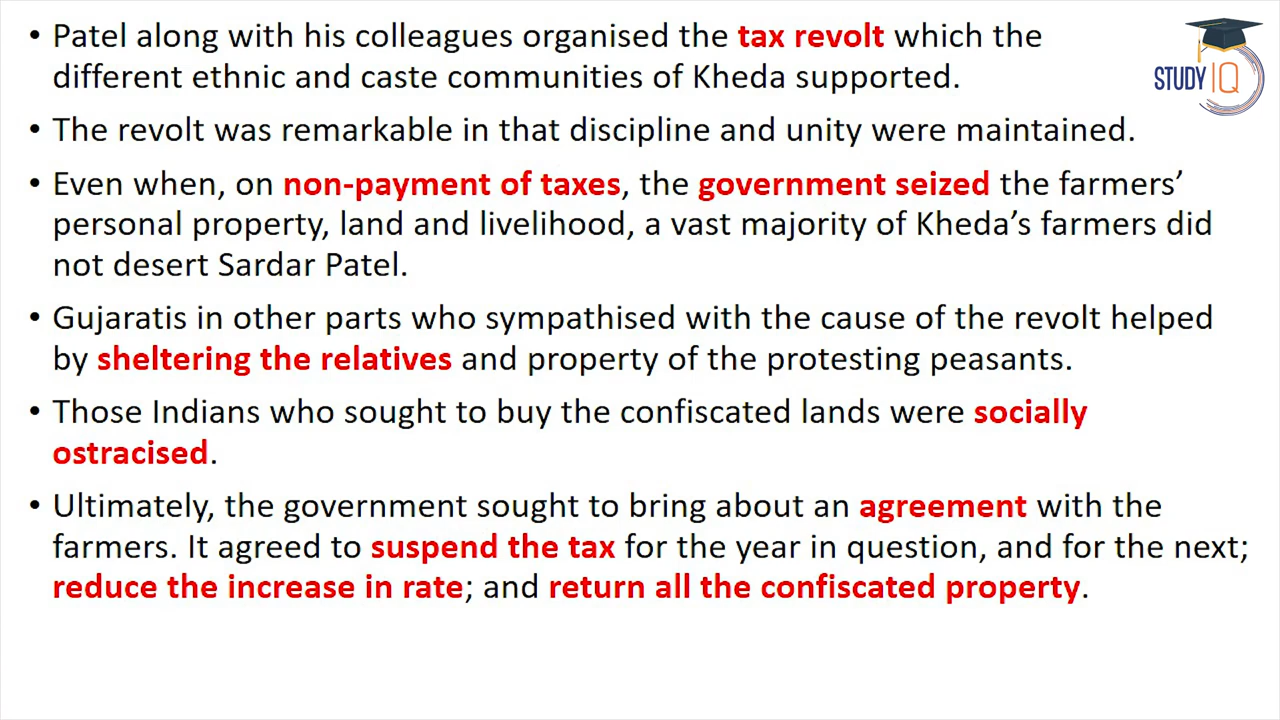 • Patel along with his colleagues organised the tax revolt which the
different ethnic and caste communities of Kheda supported.
• The revolt was remarkable in that discipline and unity were maintained.
• Even when, on non-payment of taxes, the government seized the farmers’
personal property, land and livelihood, a vast majority of Kheda’s farmers did
not desert Sardar Patel.
• Gujaratis in other parts who sympathised with the cause of the revolt helped
by sheltering the relatives and property of the protesting peasants.
• Those Indians who sought to buy the confiscated lands were socially
ostracised.
• Ultimately, the government sought to bring about an agreement with the
farmers. It agreed to suspend the tax for the year in question, and for the next;
reduce the increase in rate; and return all the confiscated property.
STUDY IQ